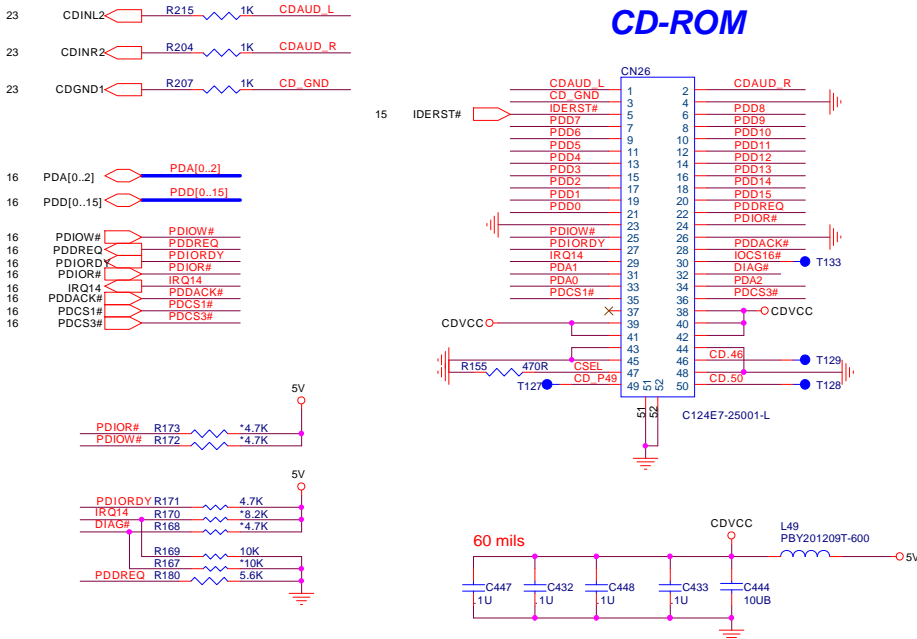 CD-ROM
23 CDINL2 R215 1K CDAUD_L
23 CDINR2 R204 1K CDAUD_R
23 CDGND1 R207 1K CD_GND
15 IDERST#
16 PDA[0..2] PDA[0..2]
16 PDD[0..15] PDD[0..15]
16 PDIOW# PDIOW#
16 PDDREQ PDDREQ
16 PDIORDY PDIORDY
16 PDIOR# PDIOR#
16 IRQ14 IRQ14
16 PDDACK# PDDACK#
16 PDCS1# PDCS1#
16 PDCS3# PDCS3#
CN26
CDAUD_L 1 2 CDAUD_R
CD_GND 3 4
IDERST# 5 6 PDD8
PDD7 7 8 PDD9
PDD6 9 10 PDD10
PDD5 11 12 PDD11
PDD4 13 14 PDD12
PDD3 15 16 PDD13
PDD2 17 18 PDD14
PDD1 19 20 PDD15
PDD0 21 22 PDDREQ
23 24 PDIOR#
PDIOW# 25 26
PDIORDY 27 28 PDDACK#
IRQ14 29 30 IOCS16# T133
PDA1 31 32 DIAG#
PDA0 33 34 PDA2
PDCS1# 35 36 PDCS3#
37 38 CDVCC
CDVCC 39 40
41 42
43 44
45 46 CD.46 T129
R155 470R CSEL 47 48
T127 CD_P49 49 51 52 50 CD.50 T128
51 52
C124E7-25001-L
5V
PDIOR# R173 *4.7K
PDIOW# R172 *4.7K
5V
PDIORDY R171 4.7K
IRQ14 R170 *8.2K
DIAG# R168 *4.7K
R169 10K
R167 *10K
PDDREQ R180 5.6K
60 mils
CDVCC
L49
PBY201209T-600
5V
C447 .1U
C432 .1U
C448 .1U
C433 .1U
C444 10UB